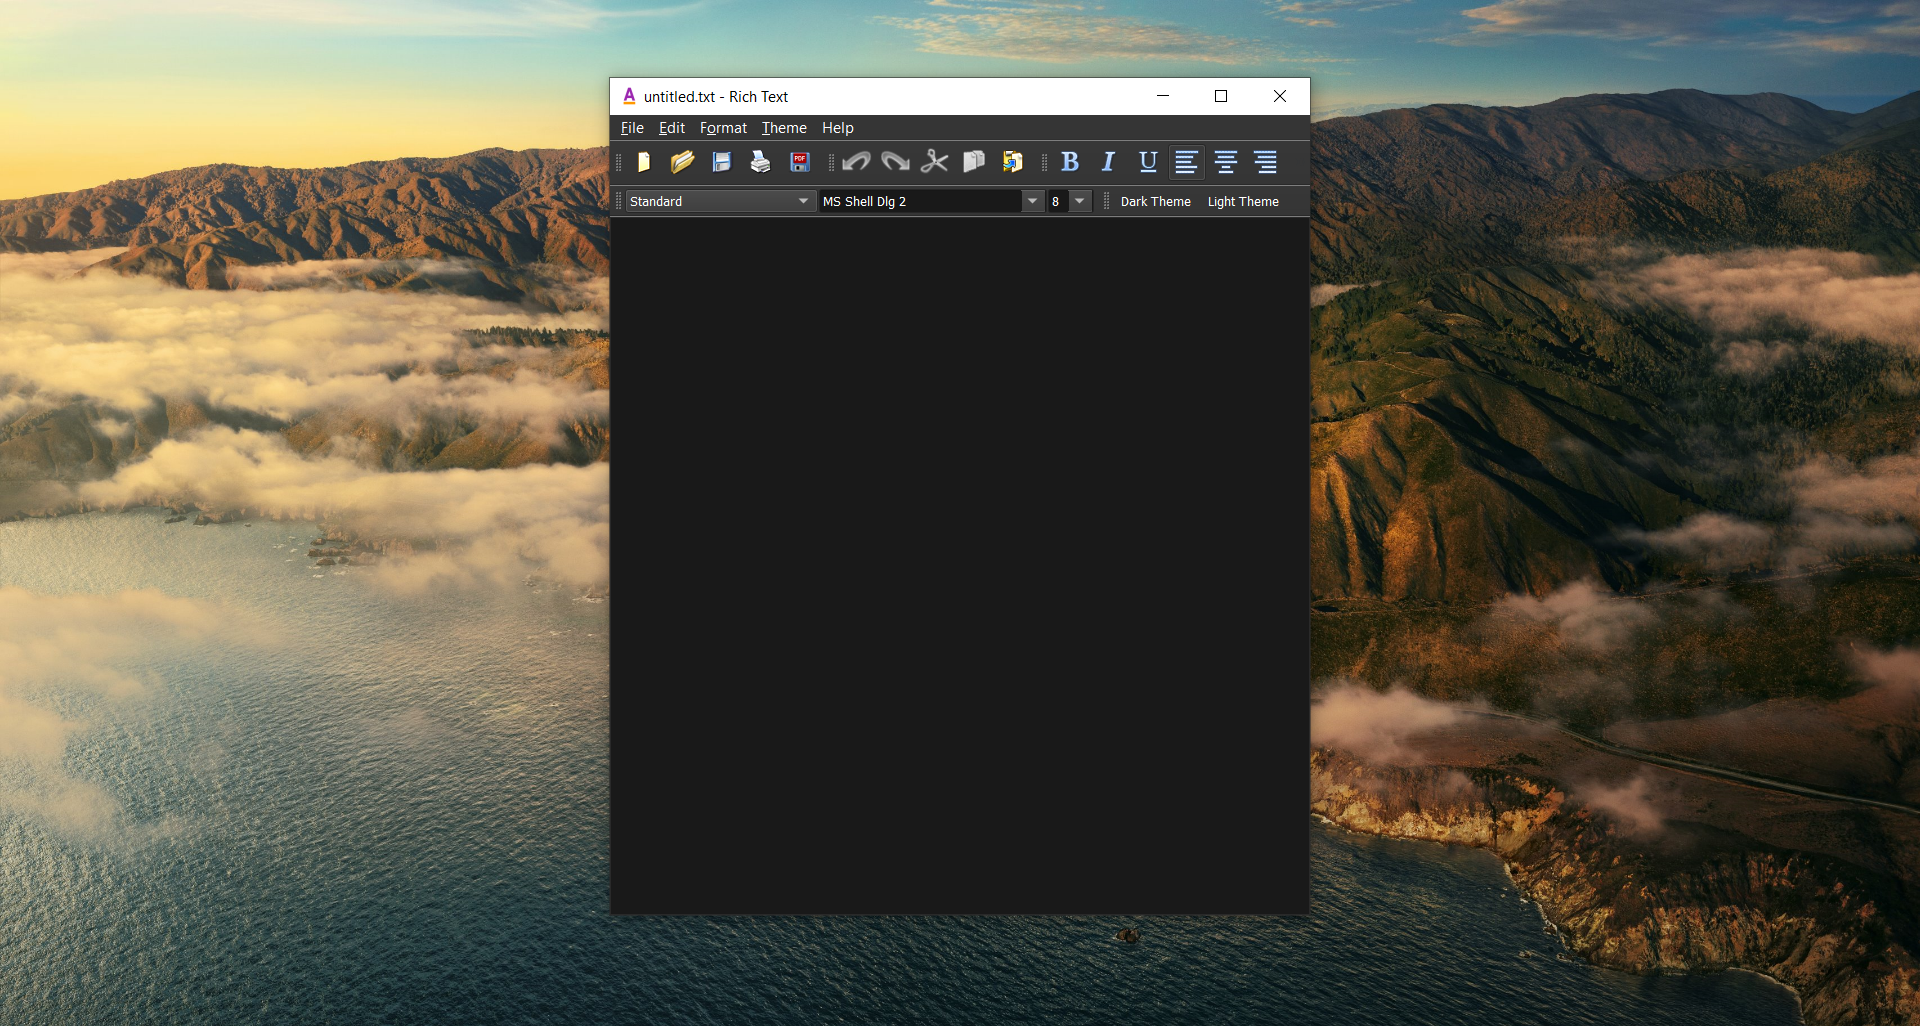 untitled.txt - Rich Text
File Edit Format Theme Help
PDF
B I U
Standard MS Shell Dlg 2 8 Dark Theme Light Theme